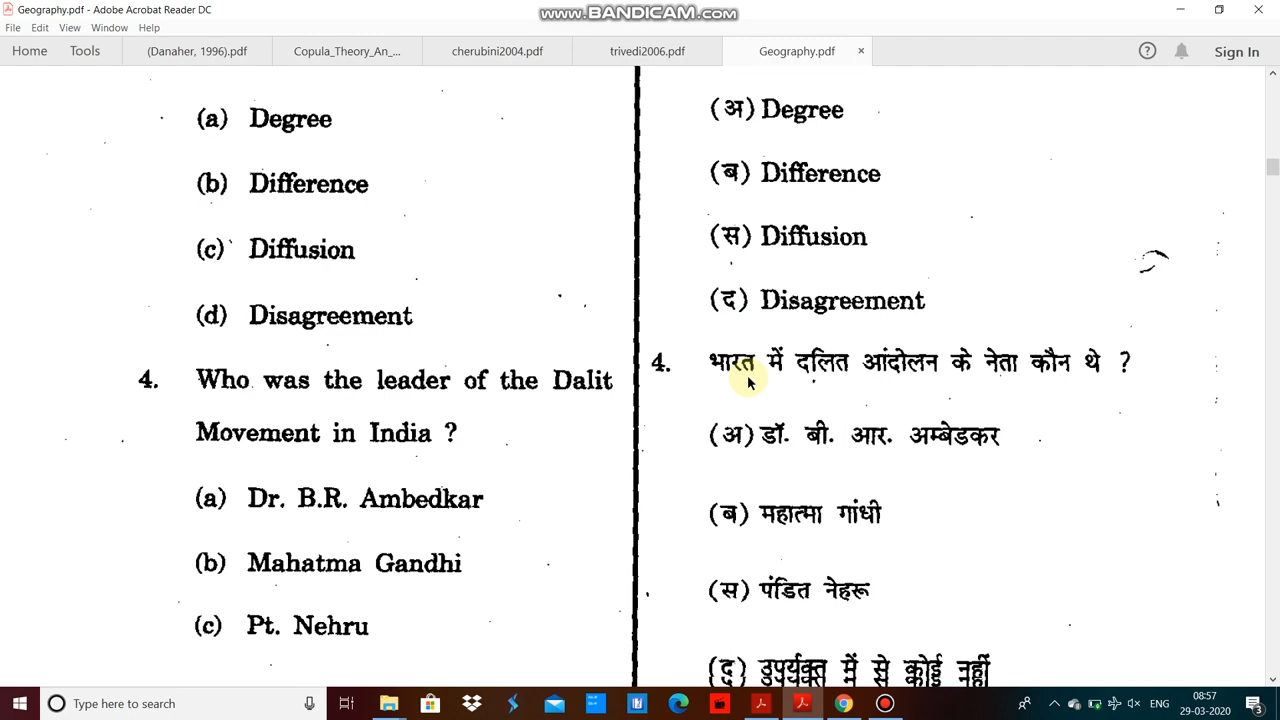 Geography.pdf - Adobe Acrobat Reader DC
WWW.BANDICAM.COM
File Edit View Window Help
Home Tools (Danaher, 1996).pdf Copula_Theory_An_... cherubini2004.pdf trivedi2006.pdf Geography.pdf × Sign In
(a) Degree
(b) Difference
(c) Diffusion
(d) Disagreement
4. Who was the leader of the Dalit
Movement in India ?
(a) Dr. B.R. Ambedkar
(b) Mahatma Gandhi
(c) Pt. Nehru
(अ) Degree
(ब) Difference
(स) Diffusion
(द) Disagreement
4. भारत में दलित आंदोलन के नेता कौन थे ?
(अ) डॉ. बी. आर. अम्बेडकर
(ब) महात्मा गांधी
(स) पंडित नेहरू
(द) उपर्युक्त में से कोई नहीं
Type here to search
ENG
08:57
29-03-2020
3